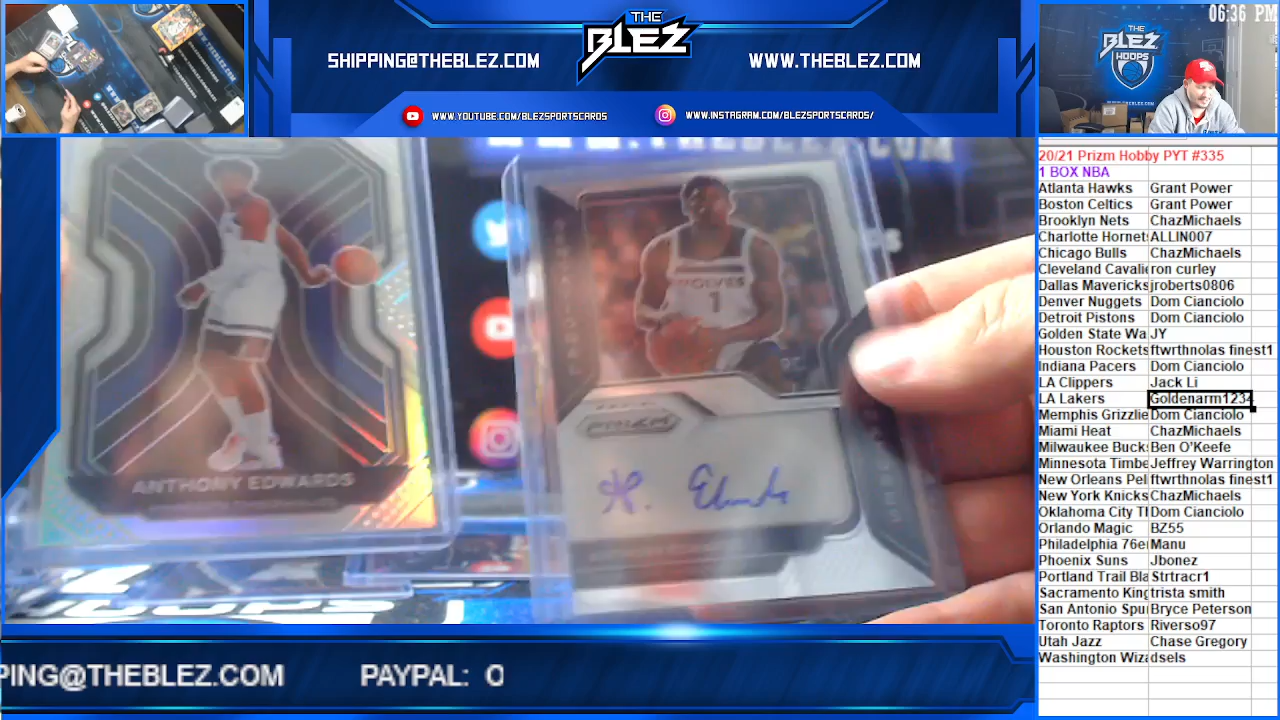 06:36 PM
THE
BLEZ
SHIPPING@THEBLEZ.COM
WWW.THEBLEZ.COM
WWW.YOUTUBE.COM/BLEZSPORTSCARDS
WWW.INSTAGRAM.COM/BLEZSPORTSCARDS/
THE
BLEZ
HOOPS
20/21 Prizm Hobby PYT #335
1 BOX NBA
Atlanta Hawks Grant Power
Boston Celtics Grant Power
Brooklyn Nets ChazMichaels
Charlotte Hornet ALLIN007
Chicago Bulls ChazMichaels
Cleveland Cavalie ron curley
Dallas Mavericks jroberts0806
Denver Nuggets Dom Cianciolo
Detroit Pistons Dom Cianciolo
Golden State Wa JY
Houston Rockets ftwrthnolas finest1
Indiana Pacers Dom Cianciolo
LA Clippers Jack Li
LA Lakers Goldenarm1234
Memphis Grizzlie Dom Cianciolo
Miami Heat ChazMichaels
Milwaukee Bucks Ben O'Keefe
Minnesota Timbe Jeffrey Warrington
New Orleans Pel ftwrthnolas finest1
New York Knicks ChazMichaels
Oklahoma City Tl Dom Cianciolo
Orlando Magic BZ55
Philadelphia 76e Manu
Phoenix Suns Jbonez
Portland Trail Bla Strtracr1
Sacramento King trista smith
San Antonio Spu Bryce Peterson
Toronto Raptors Riverso97
Utah Jazz Chase Gregory
Washington Wiza dsels
ANTHONY EDWARDS
WOLVES
1
PRIZM
HOOPS
PING@THEBLEZ.COM PAYPAL: O